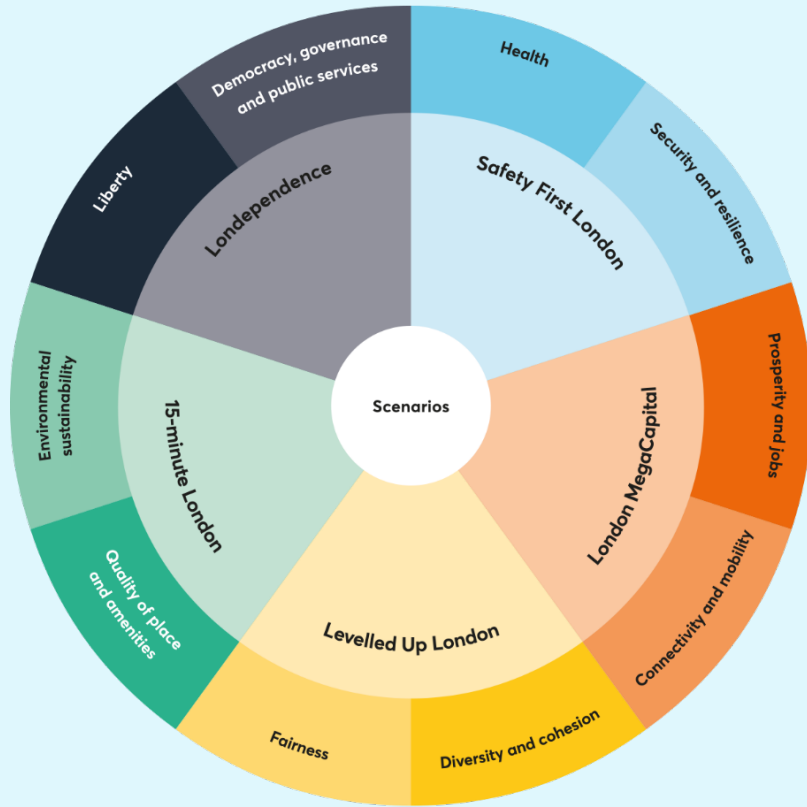 Scenarios
Safety First London
Health
Security and resilience
London MegaCapital
Prosperity and jobs
Connectivity and mobility
Levelled Up London
Diversity and cohesion
Fairness
15-minute London
Quality of place
and amenities
Environmental
sustainability
Londependence
Liberty
Democracy, governance
and public services